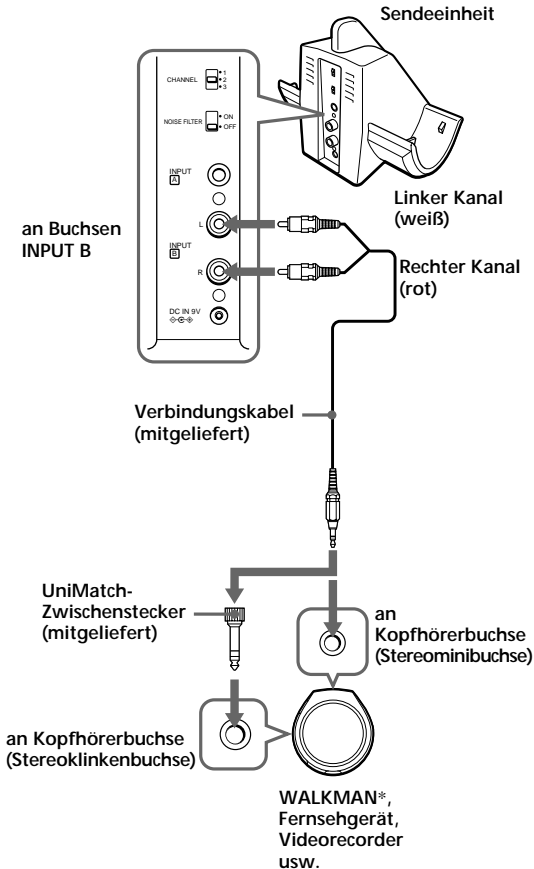 Sendeeinheit
CHANNEL
1
2
3
NOISE FILTER
ON
OFF
INPUT
A
L
INPUT
B
R
DC IN 9V
an Buchsen
INPUT B
Linker Kanal
(weiß)
Rechter Kanal
(rot)
Verbindungskabel
(mitgeliefert)
UniMatch-
Zwischenstecker
(mitgeliefert)
an
Kopfhörerbuchse
(Stereominibuchse)
an Kopfhörerbuchse
(Stereoklinkenbuchse)
WALKMAN*,
Fernsehgerät,
Videorecorder
usw.